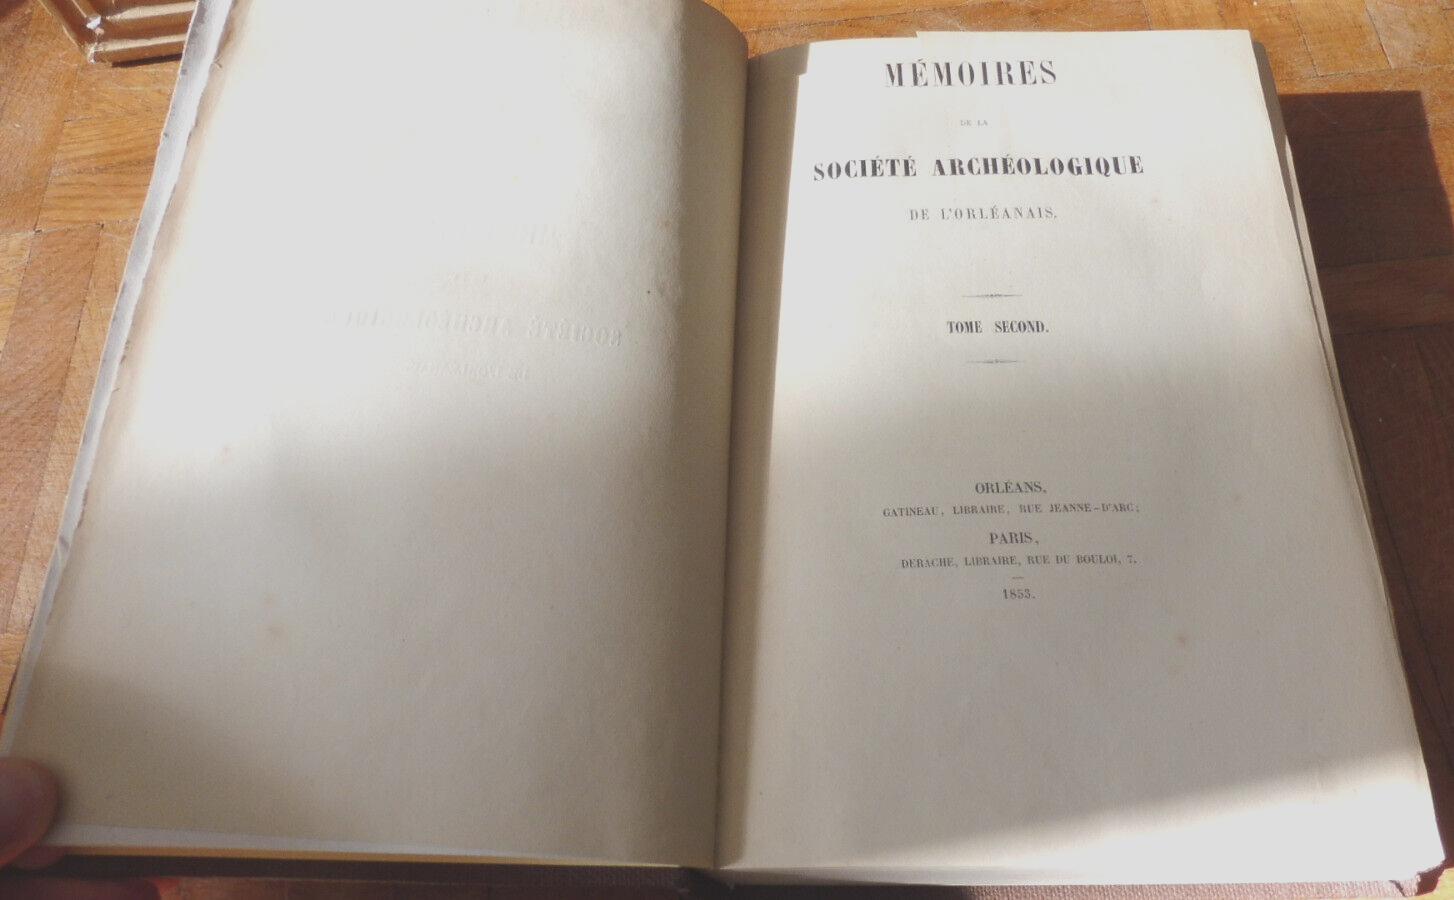 MÉMOIRES
DE LA
SOCIÉTÉ ARCHÉOLOGIQUE
DE L'ORLÉANAIS.
TOME SECOND.
ORLÉANS,
GATINEAU, LIBRAIRE, RUE JEANNE-D'ARC;
PARIS,
DERACHE, LIBRAIRE, RUE DU BOULOI, 7.
1853.